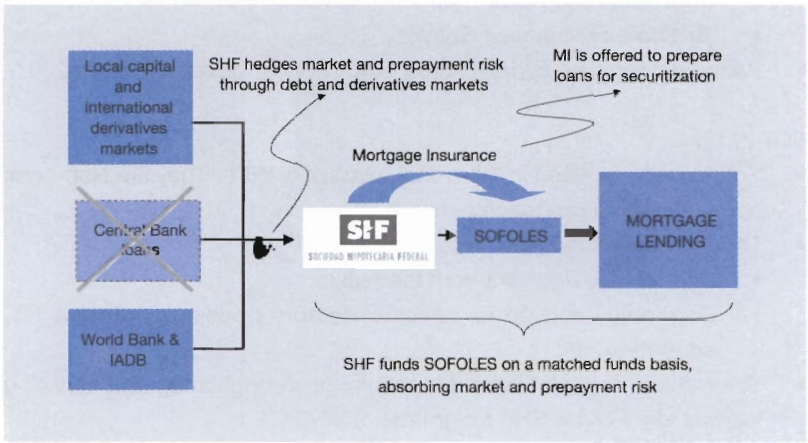 Local capital
and
international
derivatives
markets
SHF hedges market and prepayment risk
through debt and derivatives markets
MI is offered to prepare
loans for securitization
Mortgage Insurance
Central Bank
loans
SHF
SOCIEDAD HIPOTECARIA FEDERAL
SOFOLES
MORTGAGE
LENDING
World Bank &
IADB
SHF funds SOFOLES on a matched funds basis,
absorbing market and prepayment risk